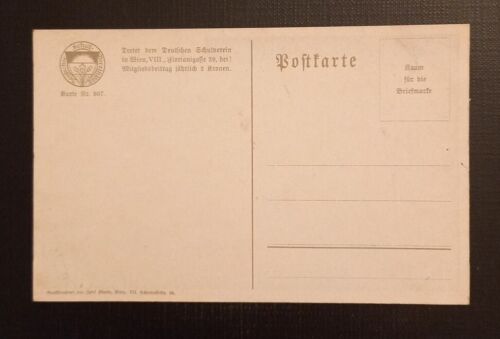 Tretet dem Deutschen Schulverein
in Wien, VIII., Florianigasse 39, bei!
Mitgliedsbeitrag jährlich 2 Kronen.
Karte Nr. 807.
Postkarte
Raum
für die
Briefmarke